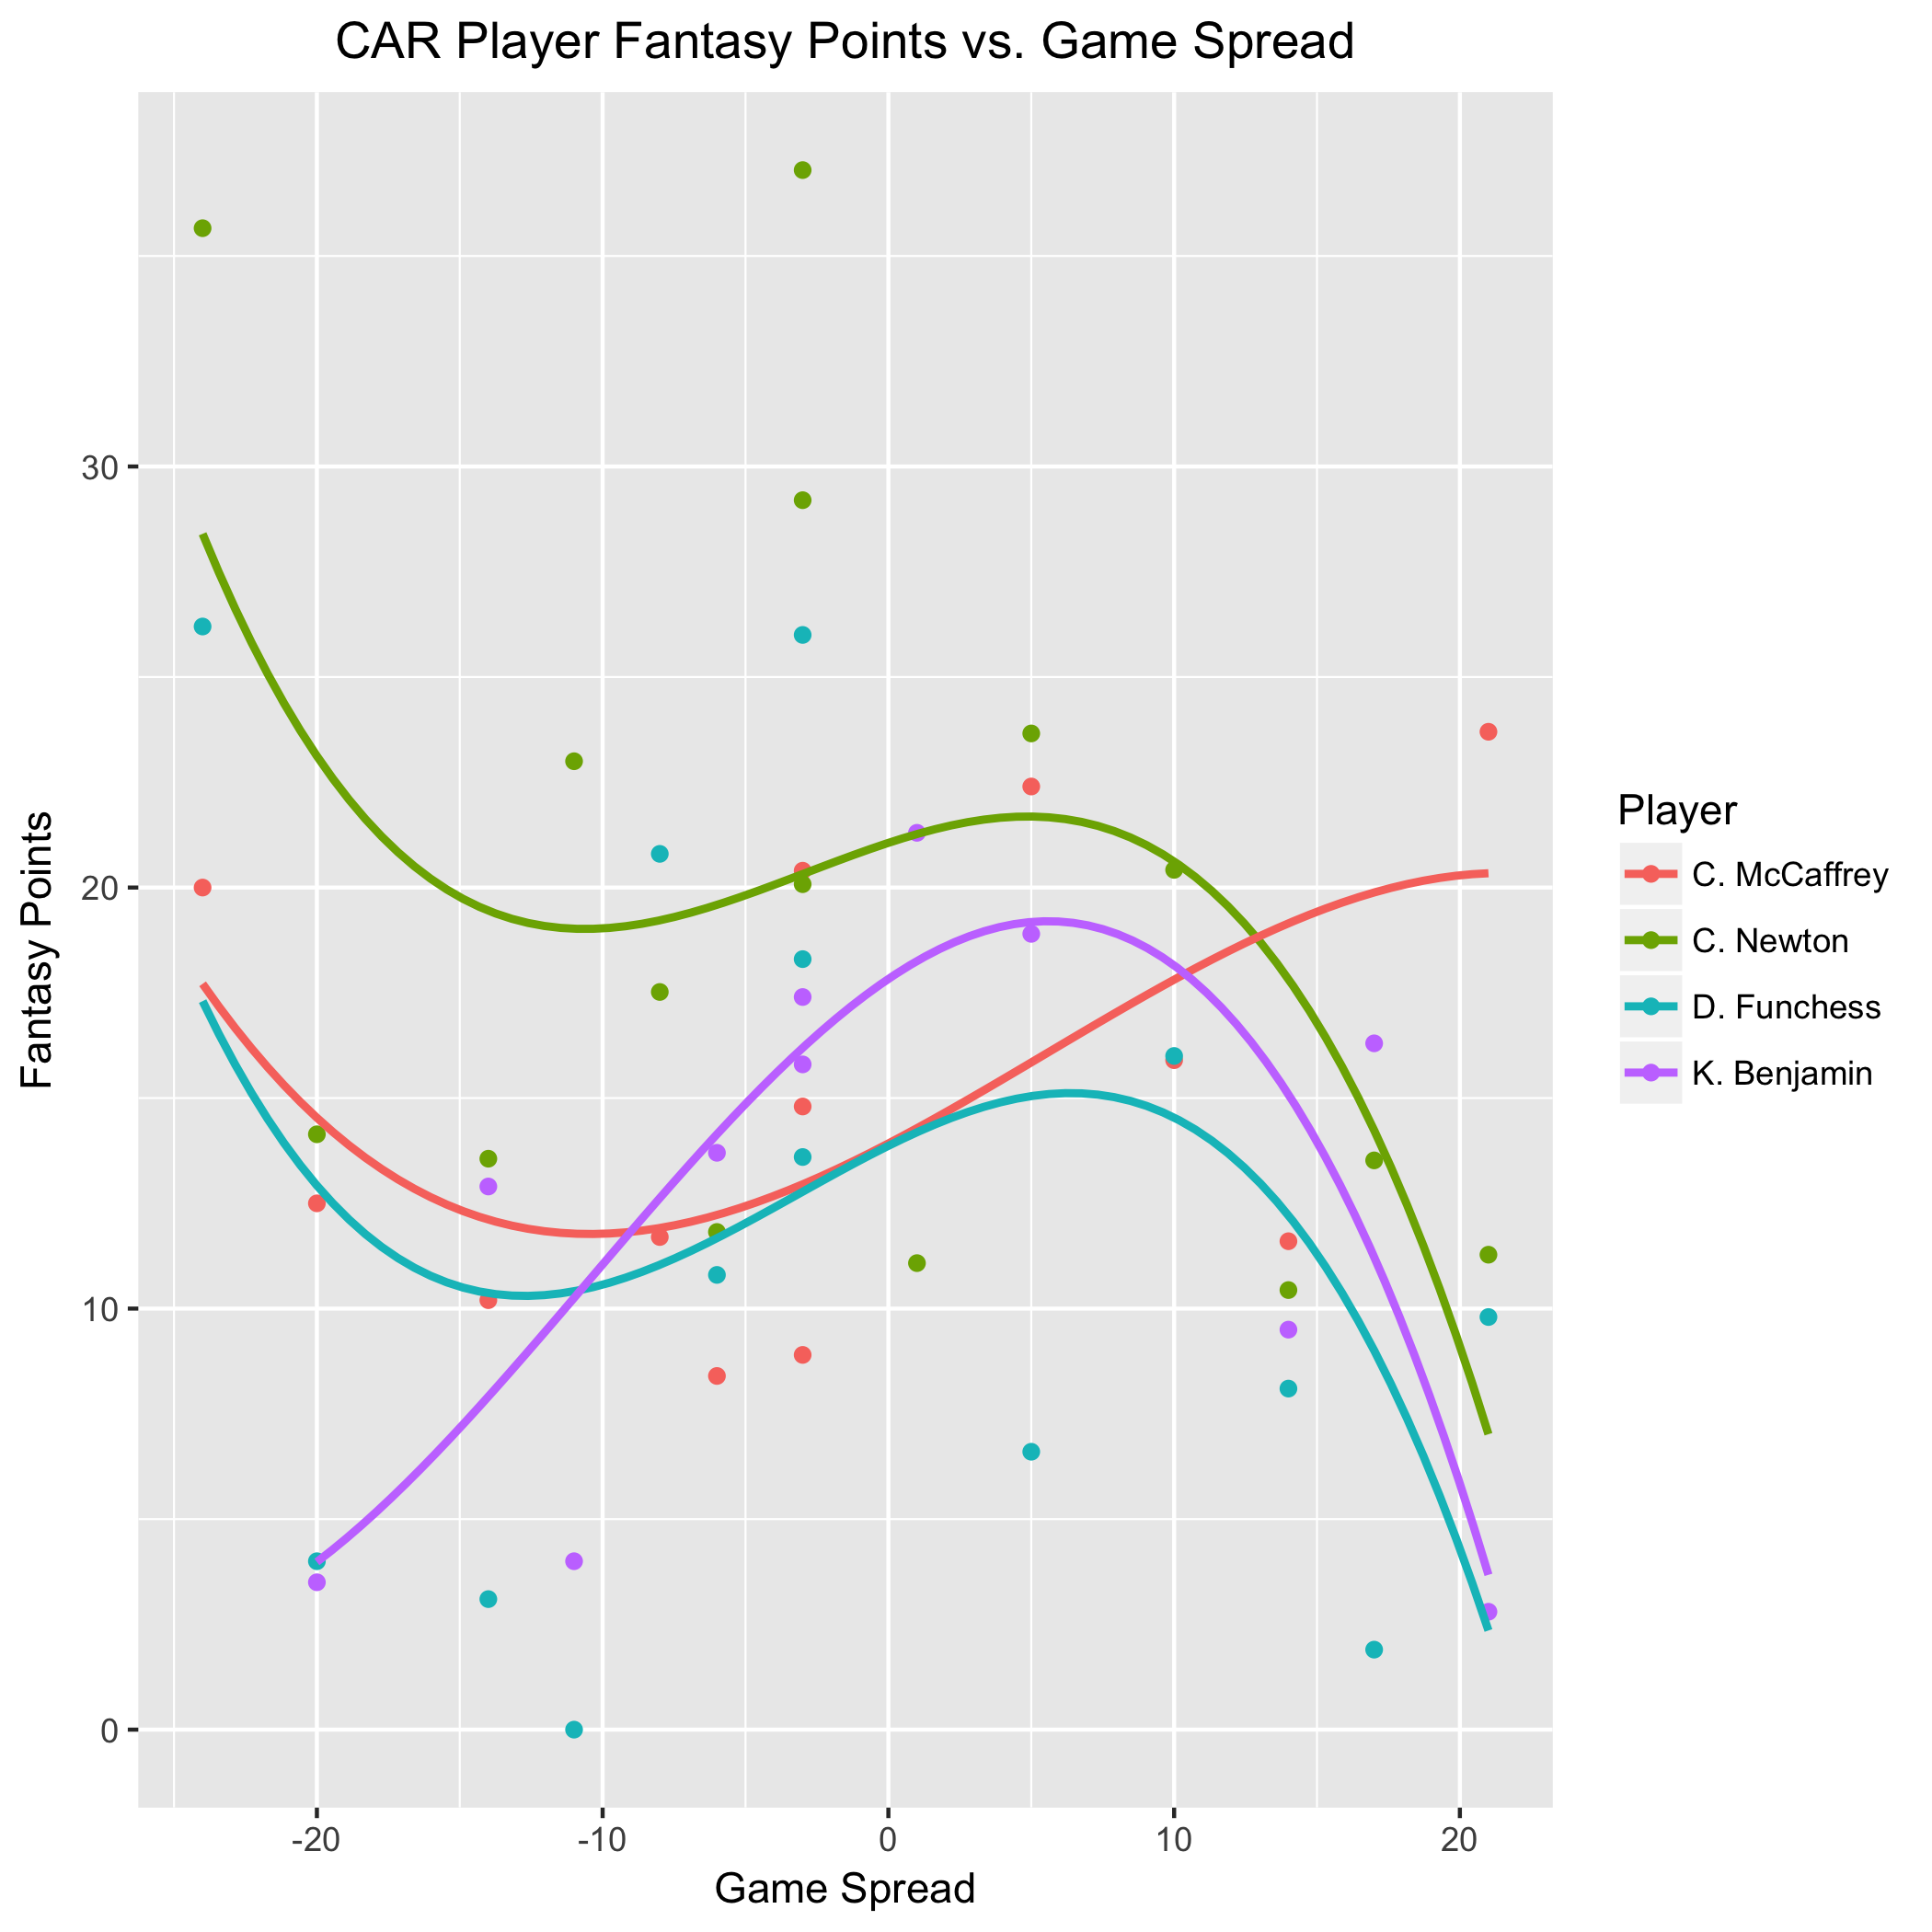 CAR Player Fantasy Points vs. Game Spread
Fantasy Points
30
20
10
0
-20 -10 0 10 20
Game Spread
Player
C. McCaffrey
C. Newton
D. Funchess
K. Benjamin